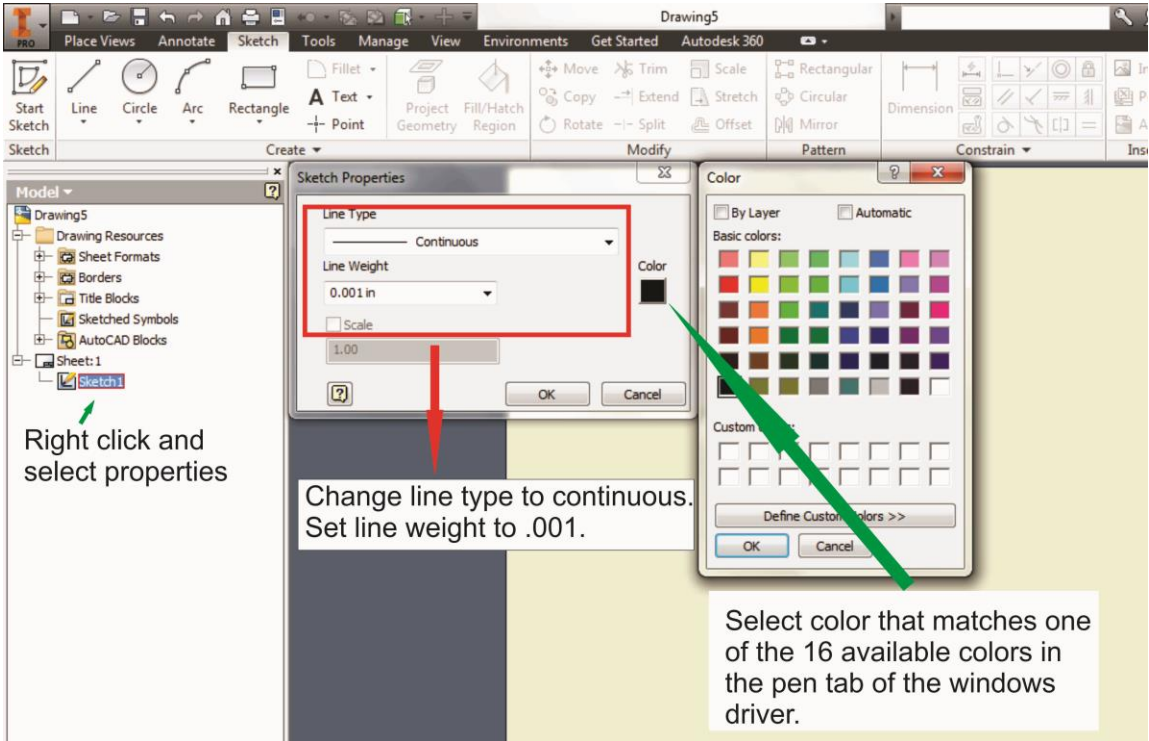 Drawing5
PRO
Place Views Annotate Sketch Tools Manage View Environments Get Started Autodesk 360
Start
Sketch
Line Circle Arc Rectangle
Fillet
Text
Point
Project
Geometry
Fill/Hatch
Region
Move Trim Scale
Copy Extend Stretch
Rotate Split Offset
Rectangular
Circular
Mirror
Dimension
Sketch Create Modify Pattern Constrain
Model
Drawing5
Drawing Resources
Sheet Formats
Borders
Title Blocks
Sketched Symbols
AutoCAD Blocks
Sheet:1
Sketch1
Right click and
select properties
Sketch Properties
Line Type
Continuous
Line Weight
0.001 in
Color
Scale
1.00
OK Cancel
Change line type to continuous.
Set line weight to .001.
Color
By Layer Automatic
Basic colors:
Custom
Define Custom Colors >>
OK Cancel
Select color that matches one
of the 16 available colors in
the pen tab of the windows
driver.